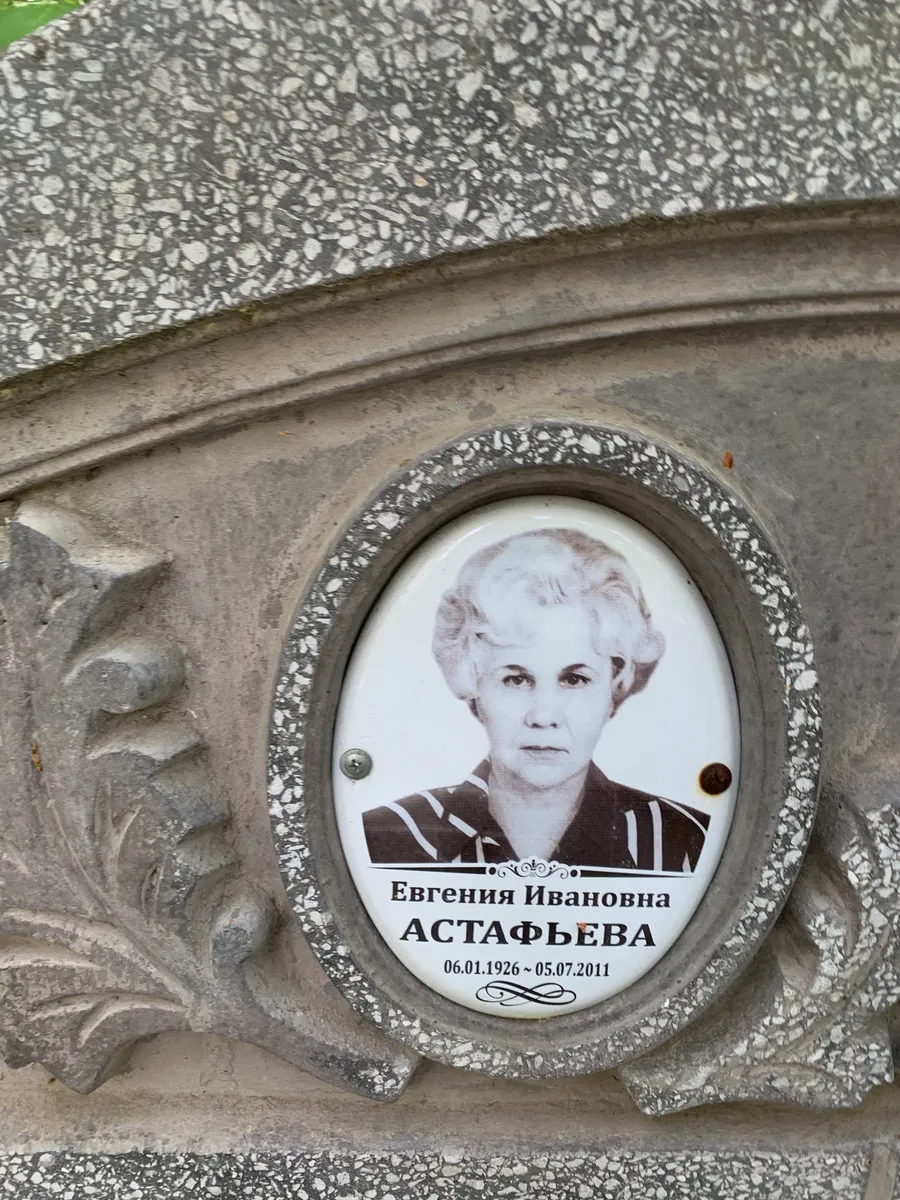 Евгения Ивановна
АСТАФЬЕВА
06.01.1926 ~ 05.07.2011